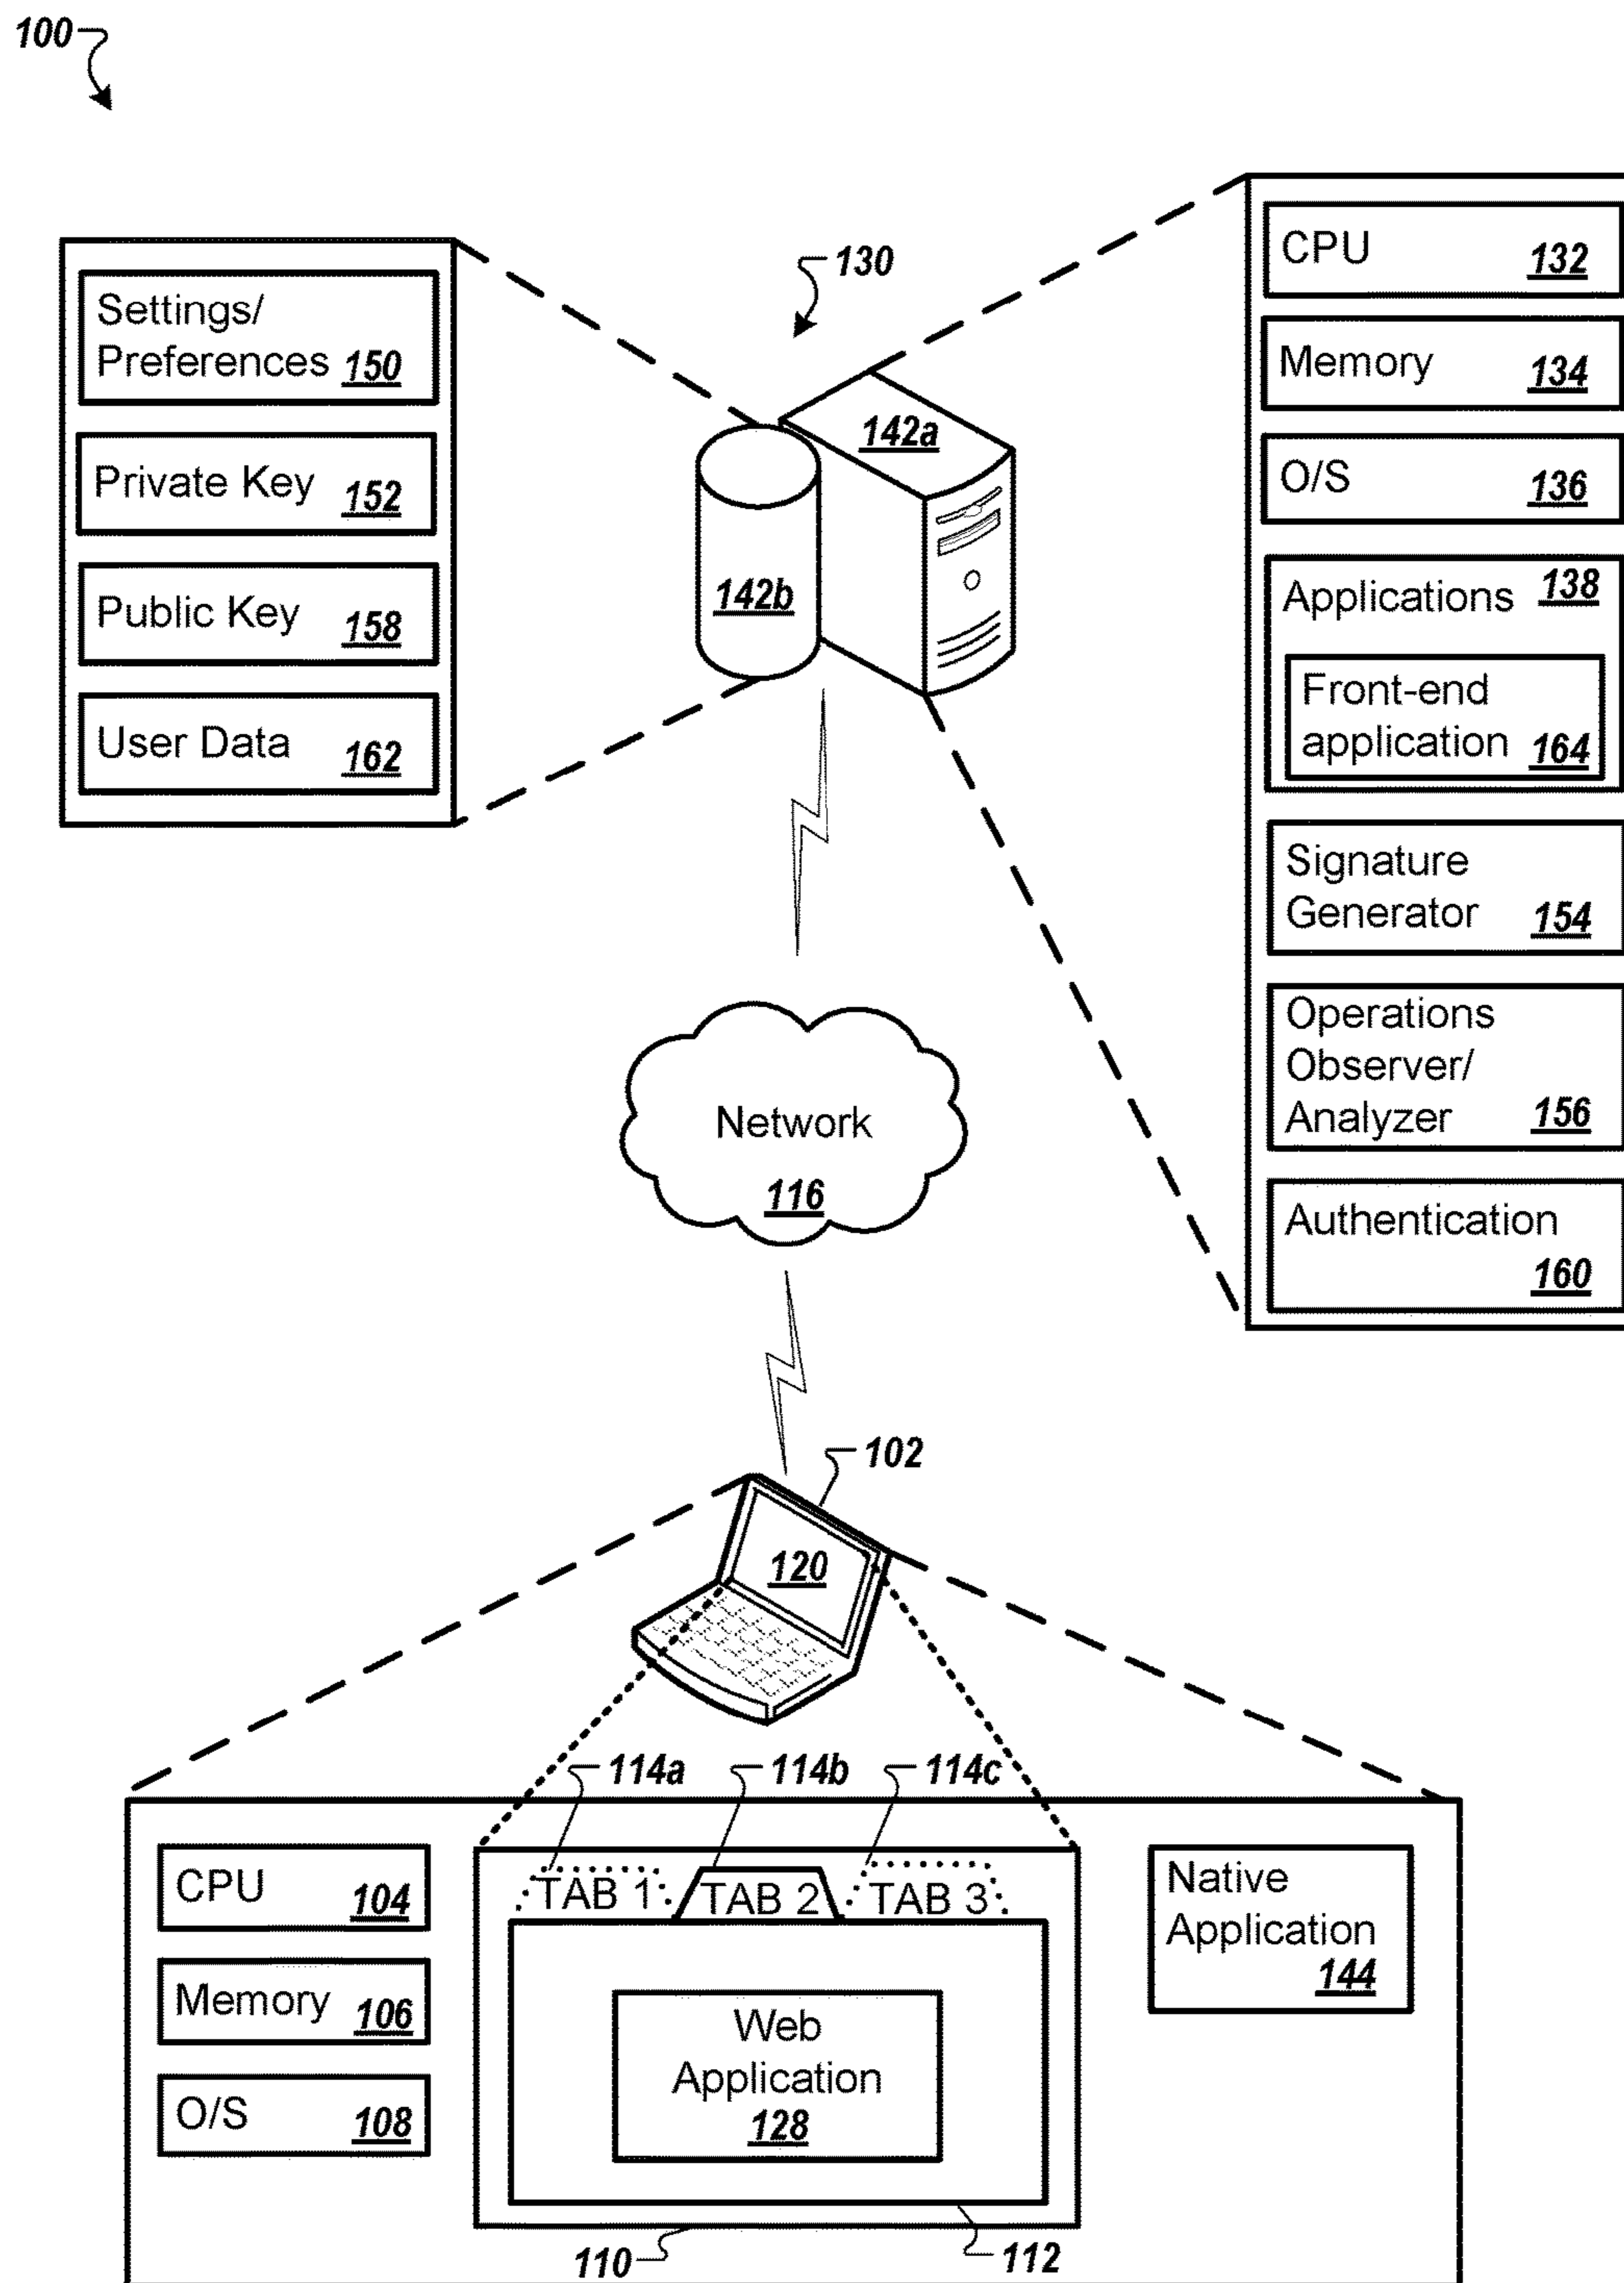 100
130
Settings/
Preferences 150
Private Key 152
Public Key 158
User Data 162
142a
142b
CPU 132
Memory 134
O/S 136
Applications 138
Front-end
application 164
Signature
Generator 154
Operations
Observer/
Analyzer 156
Authentication
160
Network
116
102
120
114a 114b 114c
CPU 104
Memory 106
O/S 108
TAB 1 TAB 2 TAB 3
Web
Application
128
Native
Application
144
110 112